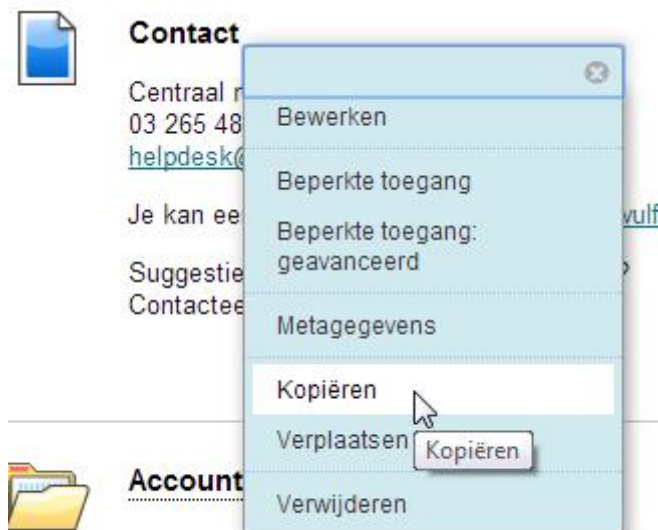 Contact
Centraal
03 265 48
helpdesk@
Je kan ee
Suggestie
Contactee
Bewerken
Beperkte toegang
Beperkte toegang:
geavanceerd
Metagegevens
Kopiëren
Verplaatsen
Kopiëren
Verwijderen
Account